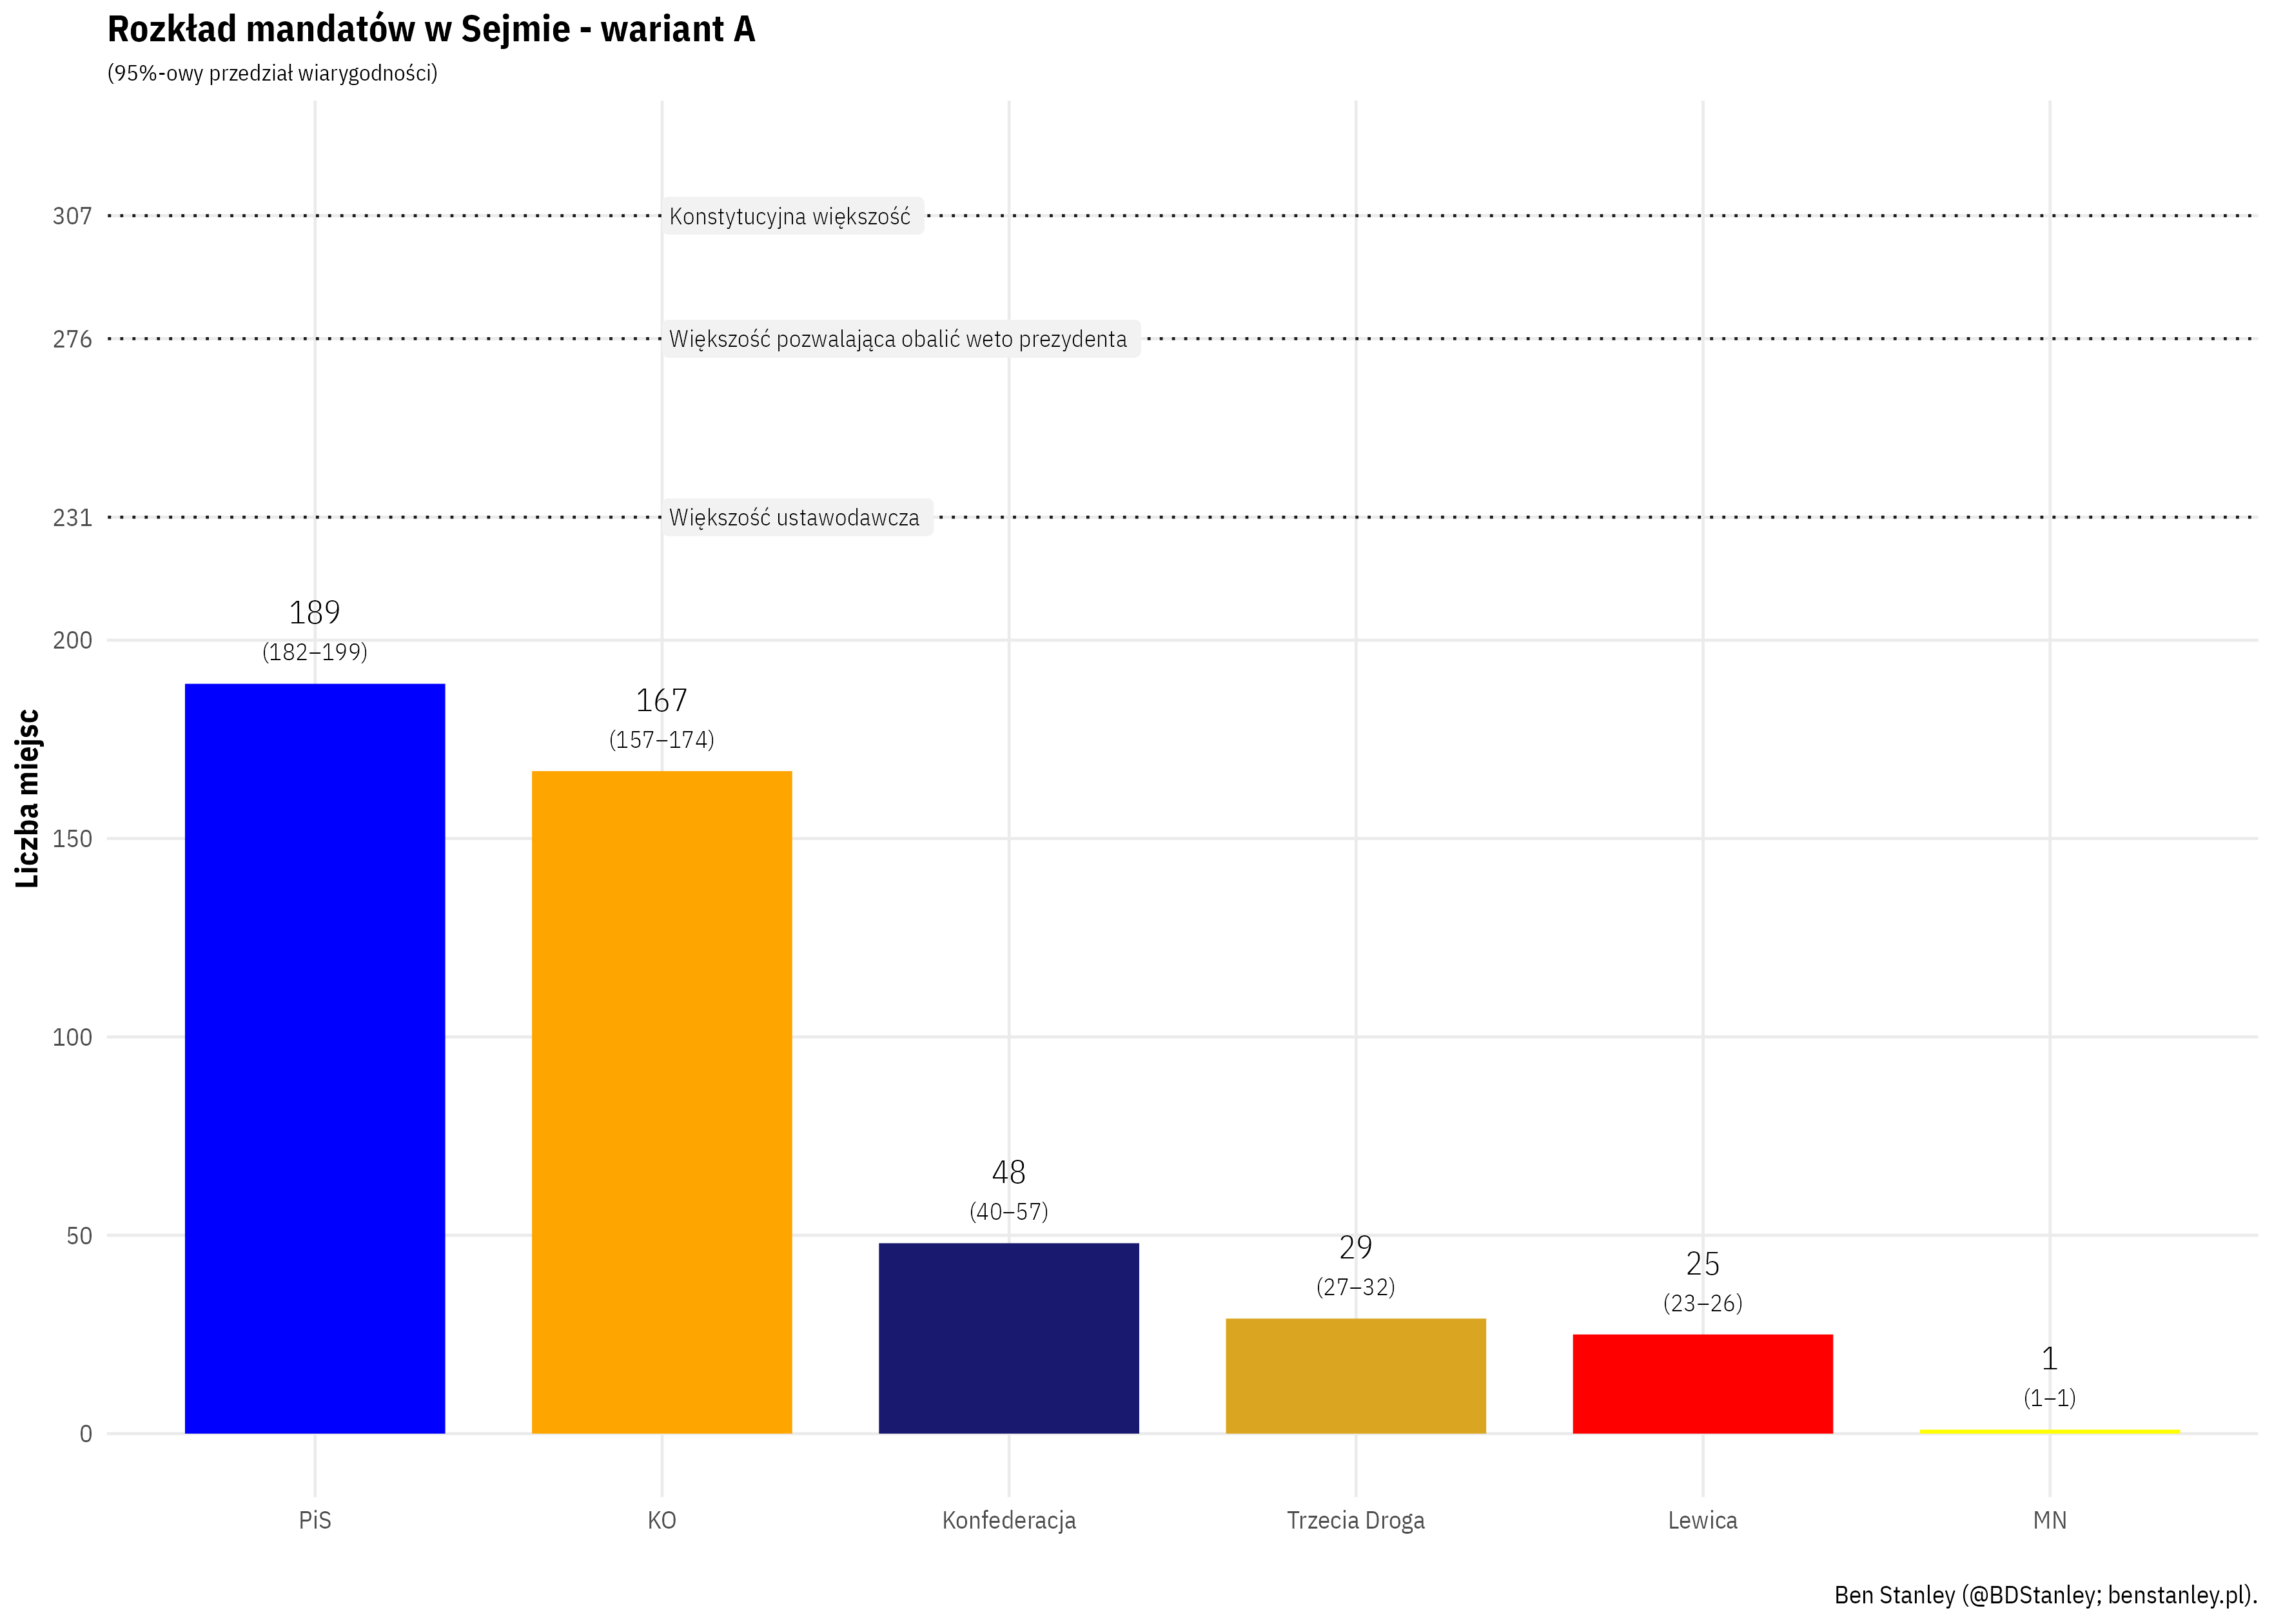 Rozkład mandatów w Sejmie - wariant A
(95%-owy przedział wiarygodności)
Liczba miejsc
307
Konstytucyjna większość
276
Większość pozwalająca obalić weto prezydenta
231
Większość ustawodawcza
200
150
100
50
0
189
(182–199)
167
(157–174)
48
(40–57)
29
(27–32)
25
(23–26)
1
(1–1)
PiS
KO
Konfederacja
Trzecia Droga
Lewica
MN
Ben Stanley (@BDStanley; benstanley.pl).